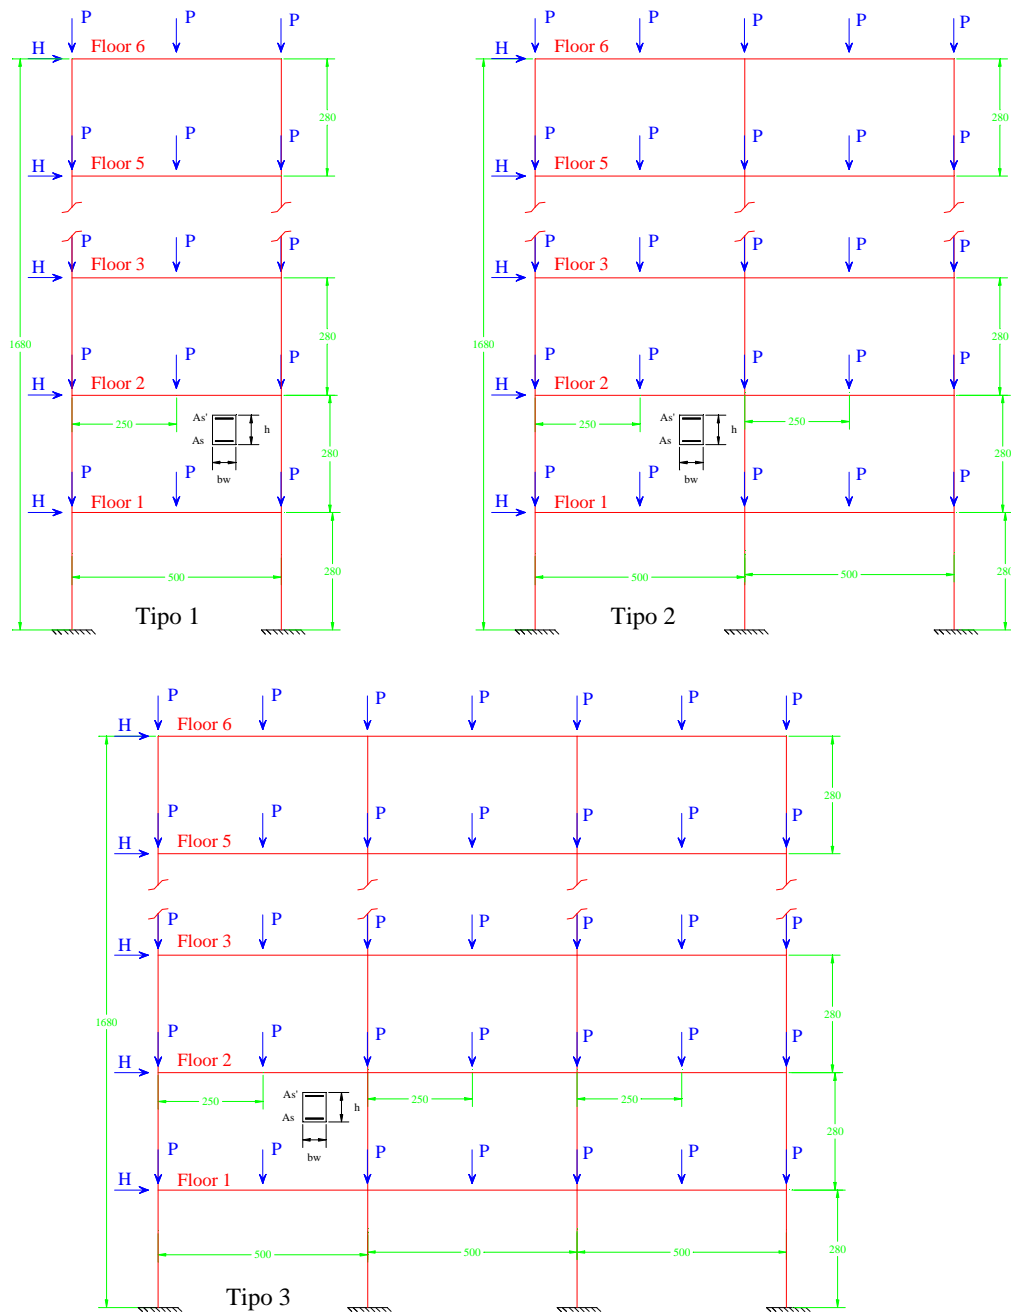 P P P
H Floor 6
280
P P P
H Floor 5
P P P
H Floor 3
280
1680
P P P
H Floor 2
250
As'
As
h
bw
P P P
H Floor 1
280
500
280
Tipo 1
P P P P P
H Floor 6
280
P P P P P
H Floor 5
P P P P P
H Floor 3
280
1680
P P P P P
H Floor 2
250 250
As'
As
h
bw
P P P P P
H Floor 1
280
500 500
280
Tipo 2
P P P P P P P
H Floor 6
280
P P P P P P P
H Floor 5
P P P P P P P
H Floor 3
280
1680
P P P P P P P
H Floor 2
250 250 250
As'
As
h
bw
P P P P P P P
H Floor 1
280
500 500 500
280
Tipo 3